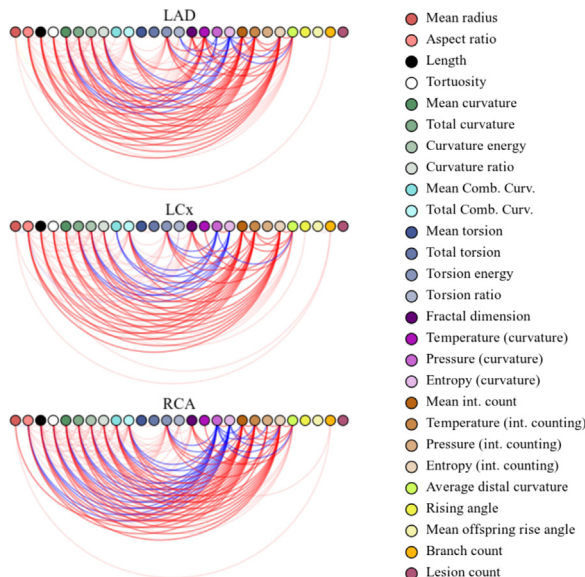 LAD
LCx
RCA
Mean radius
Aspect ratio
Length
Tortuosity
Mean curvature
Total curvature
Curvature energy
Curvature ratio
Mean Comb. Curv.
Total Comb. Curv.
Mean torsion
Total torsion
Torsion energy
Torsion ratio
Fractal dimension
Temperature (curvature)
Pressure (curvature)
Entropy (curvature)
Mean int. count
Temperature (int. counting)
Pressure (int. counting)
Entropy (int. counting)
Average distal curvature
Rising angle
Mean offspring rise angle
Branch count
Lesion count